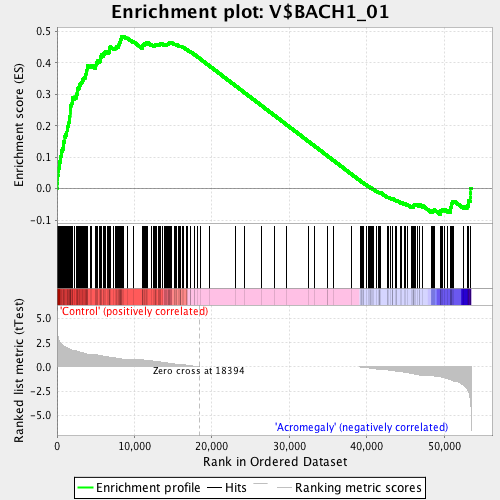 Enrichment plot: V$BACH1_01
Enrichment score (ES)
0.5
0.4
0.3
0.2
0.1
0.0
-0.1
'Control' (positively correlated)
Ranked list metric (tTest)
5.0
2.5
0.0
-2.5
-5.0
Zero cross at 18394
'Acromegaly' (negatively correlated)
0 10,000 20,000 30,000 40,000 50,000
Rank in Ordered Dataset
Enrichment profile Hits Ranking metric scores